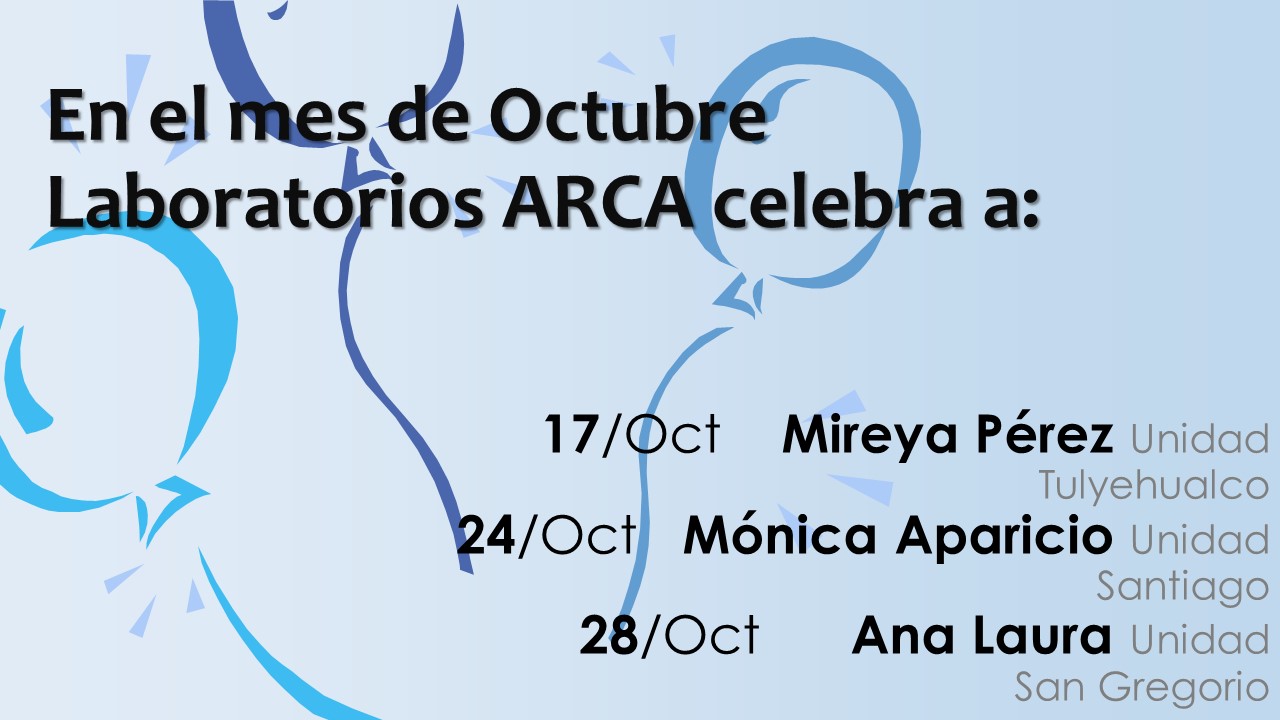 En el mes de Octubre
Laboratorios ARCA celebra a:
17/Oct Mireya Pérez Unidad
Tulyehualco
24/Oct Mónica Aparicio Unidad
Santiago
28/Oct Ana Laura Unidad
San Gregorio